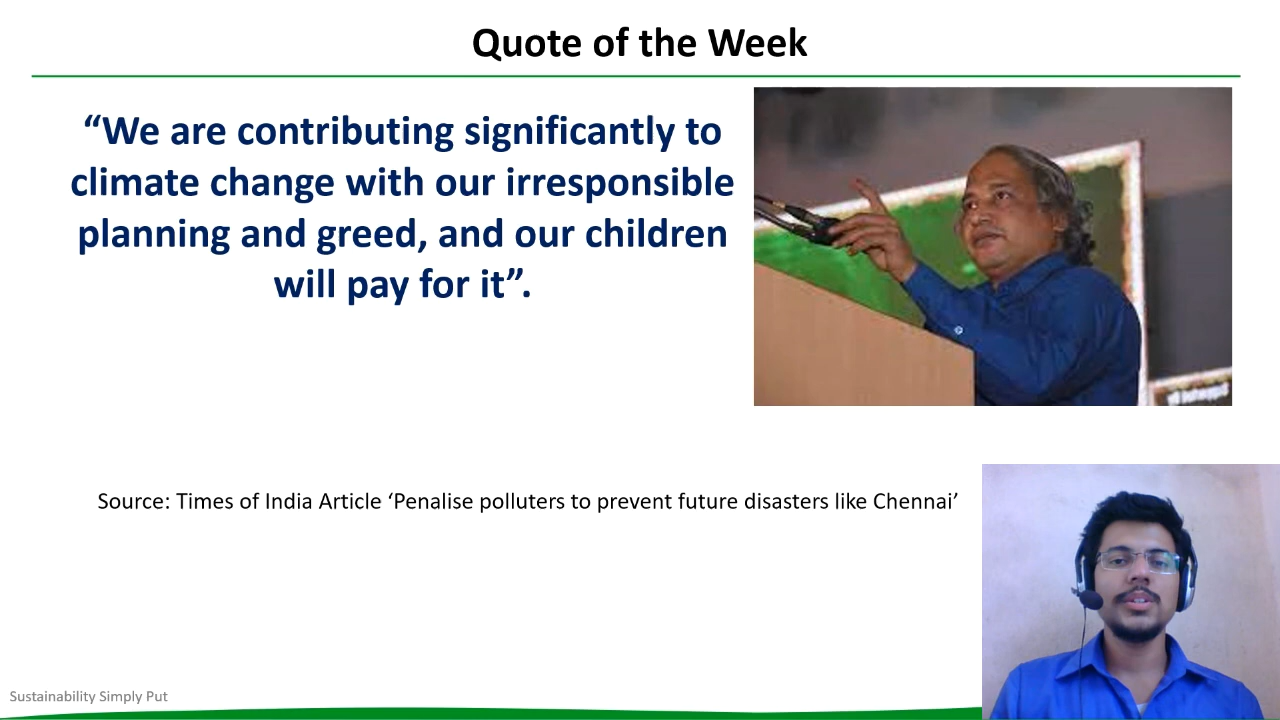 Quote of the Week
“We are contributing significantly to
climate change with our irresponsible
planning and greed, and our children
will pay for it”.
Source: Times of India Article ‘Penalise polluters to prevent future disasters like Chennai’
Sustainability Simply Put